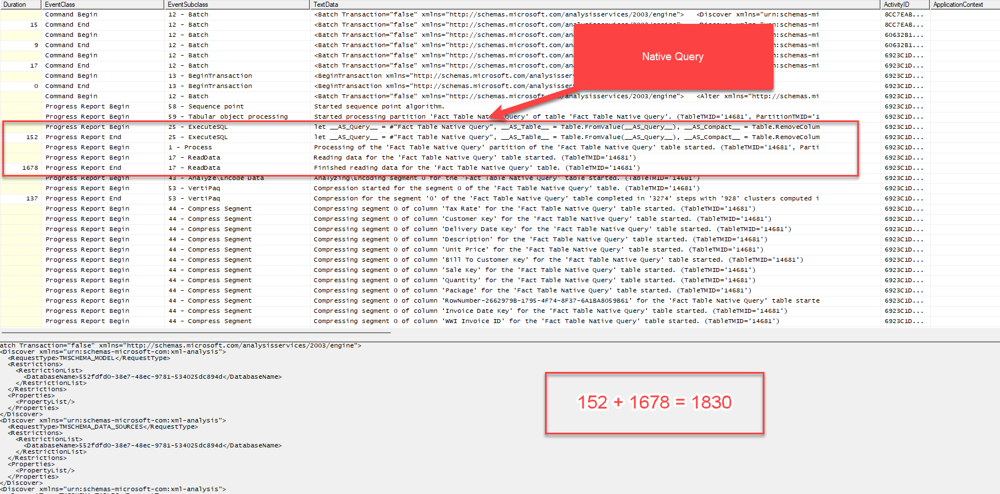 Duration EventClass EventSubclass TextData ActivityID ApplicationContext
Command Begin 12 - Batch <Batch Transaction="false" xmlns="http://schemas.microsoft.com/analysisservices/2003/engine"> <Discover xmlns="urn:schemas-mi 8CC7EAB...
15 Command End 12 - Batch <Batch Transaction="false" xmlns="http://schemas.microsoft.com/analysisservices/2003/engine"> <Discover xmlns="urn:schemas-mi 8CC7EAB...
Command Begin 12 - Batch <Batch Transaction="false" xmlns="http://schemas.microsoft.com/ana n:schemas-mi 60632B1...
9 Command End 12 - Batch <Batch Transaction="false" xmlns="http://schemas.microsoft.com/ana n:schemas-mi 60632B1...
Command Begin 12 - Batch <Batch Transaction="false" xmlns="http://schemas.microsoft.com/ana n:schemas-mi 6923C1D...
17 Command End 12 - Batch <Batch Transaction="false" xmlns="http://schemas.microsoft.com/ana n:schemas-mi 6923C1D...
Native Query
Command Begin 13 - BeginTransaction <BeginTransaction xmlns="http://schemas.microsoft.com/analysisserv 6923C1D...
0 Command End 13 - BeginTransaction <BeginTransaction xmlns="http://schemas.microsoft.com/analysisserv 6923C1D...
Command Begin 12 - Batch <Batch Transaction="false" xmlns="http://schemas.microsoft.com/analysisservices/2003/engine"> <Alter xmlns="http://schemas.mi 6923C1D...
Progress Report Begin 58 - Sequence point Started sequence point algorithm. 6923C1D...
Progress Report Begin 59 - Tabular object processing Started processing partition 'Fact Table Native Query' of table 'Fact Table Native Query'. (TableTMID='14681', PartitionTMID='1 6923C1D...
Progress Report Begin 25 - ExecuteSQL let __AS_Query__ = #"Fact Table Native Query", __AS_Table__ = Table.FromValue(__AS_Query__), __AS_Compact__ = Table.RemoveColum 6923C1D...
152 Progress Report End 25 - ExecuteSQL let __AS_Query__ = #"Fact Table Native Query", __AS_Table__ = Table.FromValue(__AS_Query__), __AS_Compact__ = Table.RemoveColum 6923C1D...
Progress Report Begin 1 - Process Processing of the 'Fact Table Native Query' partition of the 'Fact Table Native Query' table started. (TableTMID='14681', Parti 6923C1D...
Progress Report Begin 17 - ReadData Reading data for the 'Fact Table Native Query' table started. (TableTMID='14681') 6923C1D...
1678 Progress Report End 17 - ReadData Finished reading data for the 'Fact Table Native Query' table. (TableTMID='14681') 6923C1D...
Progress Report Begin 43 - Analyze\Encode Data Analyzing\Encoding segment 0 for the 'Fact Table Native Query' table started. (TableTMID='14681') 6923C1D...
Progress Report Begin 53 - VertiPaq Compression started for the segment 0 of the 'Fact Table Native Query' table. (TableTMID='14681') 6923C1D...
137 Progress Report End 53 - VertiPaq Compression for the segment '0' of the 'Fact Table Native Query' table completed in '3274' steps with '928' clusters computed i 6923C1D...
Progress Report Begin 44 - Compress Segment Compressing segment 0 of column 'Tax Rate' for the 'Fact Table Native Query' table started. (TableTMID='14681') 6923C1D...
Progress Report Begin 44 - Compress Segment Compressing segment 0 of column 'Customer Key' for the 'Fact Table Native Query' table started. (TableTMID='14681') 6923C1D...
Progress Report Begin 44 - Compress Segment Compressing segment 0 of column 'Delivery Date Key' for the 'Fact Table Native Query' table started. (TableTMID='14681') 6923C1D...
Progress Report Begin 44 - Compress Segment Compressing segment 0 of column 'Description' for the 'Fact Table Native Query' table started. (TableTMID='14681') 6923C1D...
Progress Report Begin 44 - Compress Segment Compressing segment 0 of column 'Unit Price' for the 'Fact Table Native Query' table started. (TableTMID='14681') 6923C1D...
Progress Report Begin 44 - Compress Segment Compressing segment 0 of column 'Bill To Customer Key' for the 'Fact Table Native Query' table started. (TableTMID='14681') 6923C1D...
Progress Report Begin 44 - Compress Segment Compressing segment 0 of column 'Sale Key' for the 'Fact Table Native Query' table started. (TableTMID='14681') 6923C1D...
Progress Report Begin 44 - Compress Segment Compressing segment 0 of column 'Quantity' for the 'Fact Table Native Query' table started. (TableTMID='14681') 6923C1D...
Progress Report Begin 44 - Compress Segment Compressing segment 0 of column 'Package' for the 'Fact Table Native Query' table started. (TableTMID='14681') 6923C1D...
Progress Report Begin 44 - Compress Segment Compressing segment 0 of column 'RowNumber-2662979B-1795-4F74-8F37-6A1BA8059B61' for the 'Fact Table Native Query' table starte 6923C1D...
Progress Report Begin 44 - Compress Segment Compressing segment 0 of column 'Invoice Date Key' for the 'Fact Table Native Query' table started. (TableTMID='14681') 6923C1D...
Progress Report Begin 44 - Compress Segment Compressing segment 0 of column 'WWI Invoice ID' for the 'Fact Table Native Query' table started. (TableTMID='14681') 6923C1D...
atch Transaction="false" xmlns="http://schemas.microsoft.com/analysisservices/2003/engine">
<Discover xmlns="urn:schemas-microsoft-com:xml-analysis">
<RequestType>TMSCHEMA_MODEL</RequestType>
<Restrictions>
<RestrictionList>
<DatabaseName>552fdfd0-38e7-48ec-9781-534025dc894d</DatabaseName>
</RestrictionList>
</Restrictions>
<Properties>
<PropertyList/>
</Properties>
</Discover>
152 + 1678 = 1830
<Discover xmlns="urn:schemas-microsoft-com:xml-analysis">
<RequestType>TMSCHEMA_DATA_SOURCES</RequestType>
<Restrictions>
<RestrictionList>
<DatabaseName>552fdfd0-38e7-48ec-9781-534025dc894d</DatabaseName>
</RestrictionList>
</Restrictions>
<Properties>
<PropertyList/>
</Properties>
</Discover>
<Discover xmlns="urn:schemas-microsoft-com:xml-analysis">